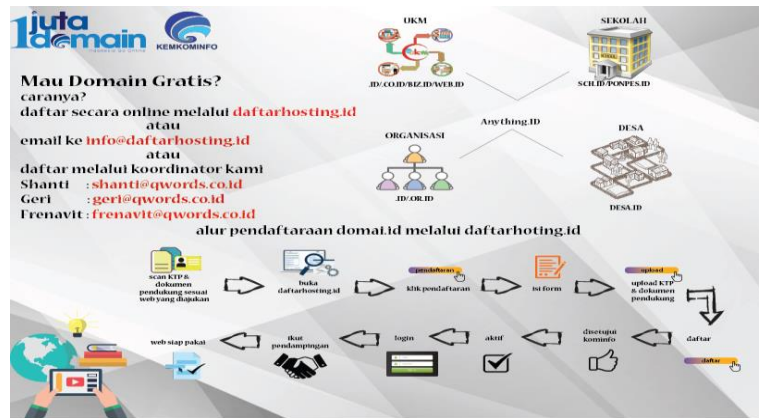 1juta
domain
KEMKOMINFO
Mau Domain Gratis?
caranya?
daftar secara online melalui daftarhosting.id
atau
email ke info@daftarhosting.id
atau
daftar melalui koordinator kami
Shanti : shanti@qwords.co.id
Geri : geri@qwords.co.id
Frenavit : frenavit@qwords.co.id
UKM
.ID/.CO.ID/BIZ.ID/WEB.ID
SEKOLAH
SCH.ID/PONPES.ID
Anything.ID
ORGANISASI
.ID/.OR.ID
DESA
DESA.ID
alur pendaftaraan domai.id melalui daftarhoting.id
scan KTP &
dokumen
pendukung sesuai
web yang diajukan
buka
daftarhosting.id
pendaftaran
klik pendaftaran
isi form
upload
upload KTP
& dokumen
pendukung
daftar
daftar
disetujui
kominfo
aktif
login
ikut
pendampingan
web siap pakai